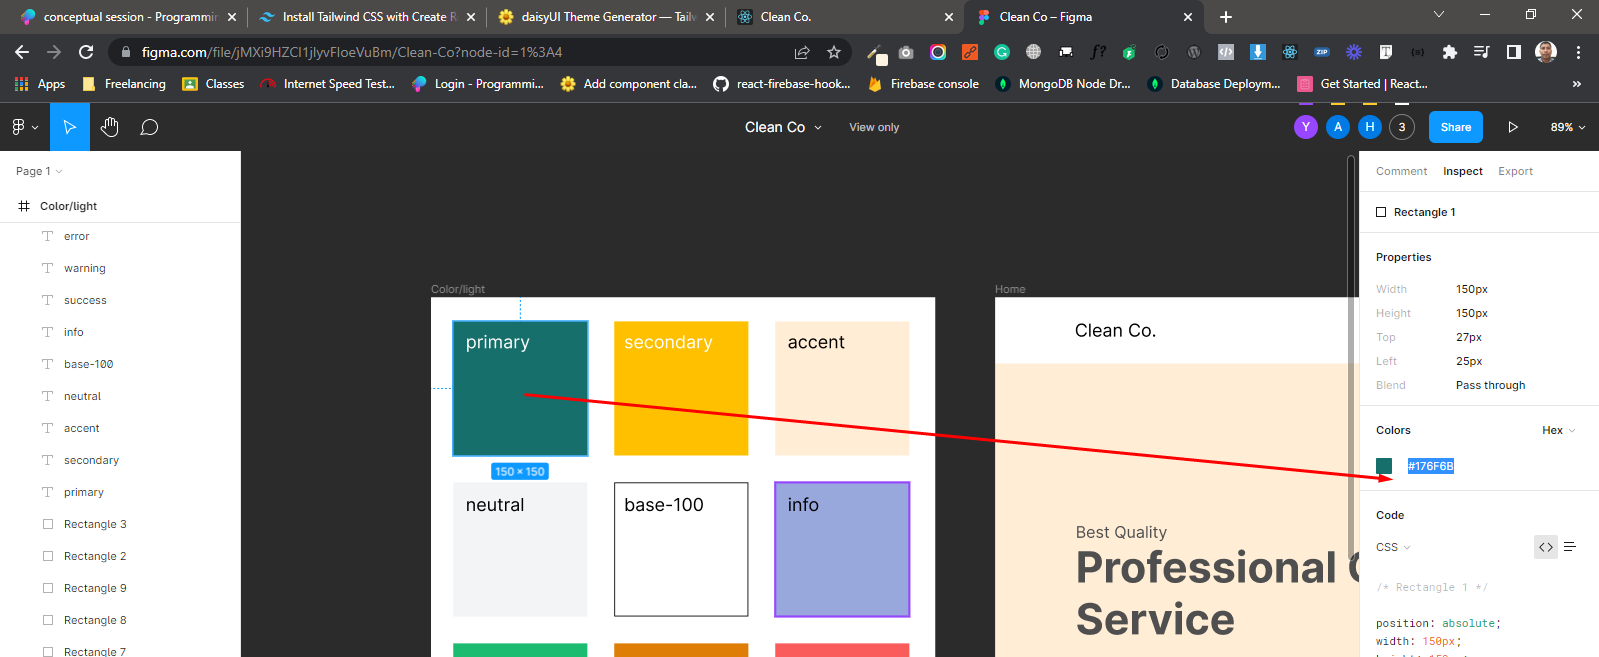 conceptual session - Programmin
Install Tailwind CSS with Create R
daisyUI Theme Generator — Tailw
Clean Co.
Clean Co – Figma
figma.com/file/jMXi9HZCl1jlyvFloeVuBm/Clean-Co?node-id=1%3A4
Apps
Freelancing
Classes
Internet Speed Test...
Login - Programmi...
Add component cla...
react-firebase-hook...
Firebase console
MongoDB Node Dr...
Database Deploym...
Get Started | React...
»
Clean Co
View only
Y
A
H
3
Share
89%
Page 1
Color/light
error
warning
success
info
base-100
neutral
accent
secondary
primary
Rectangle 3
Rectangle 2
Rectangle 9
Rectangle 8
Rectangle 7
Color/light
primary
secondary
accent
150 × 150
neutral
base-100
info
Home
Clean Co.
Best Quality
Professional C
Service
Comment Inspect Export
Rectangle 1
Properties
Width 150px
Height 150px
Top 27px
Left 25px
Blend Pass through
Colors Hex
#176F6B
Code
CSS
/* Rectangle 1 */
position: absolute;
width: 150px;